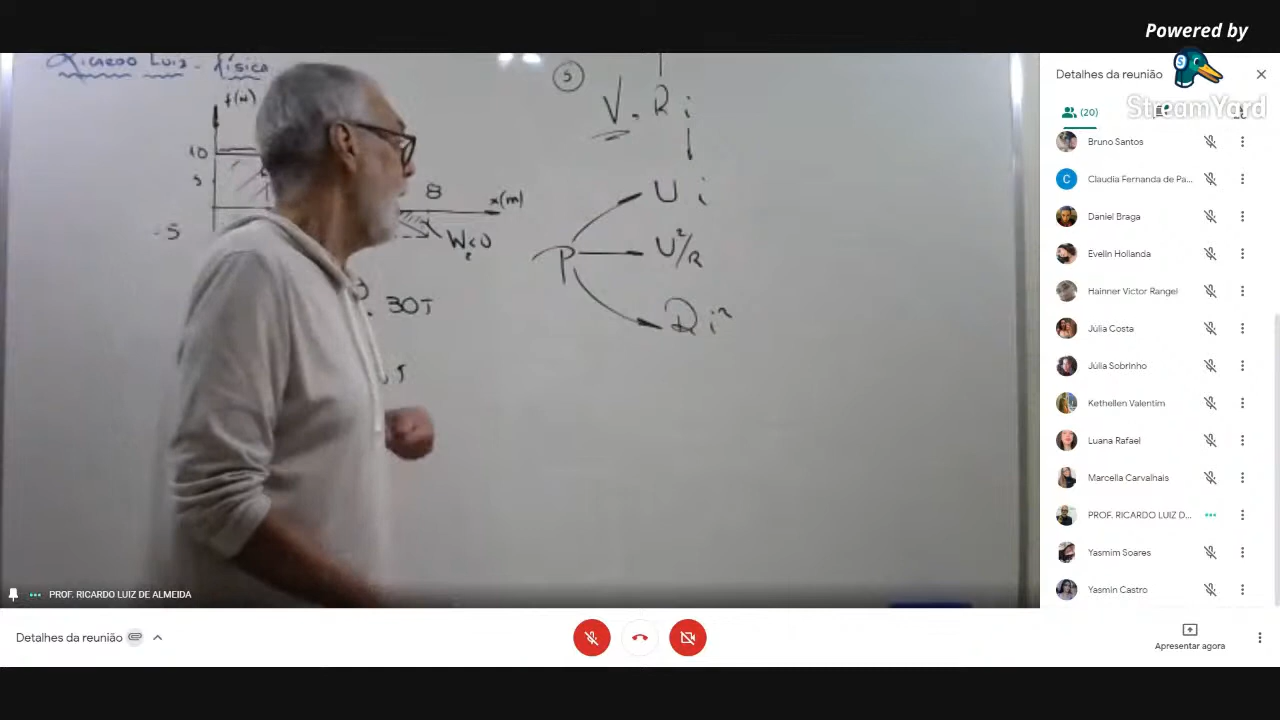 Powered by
StreamYard
Ricardo Luiz - física
f(N)
10
5
-5
8
x(m)
W<0
30J
5
V = R i
P
U i
U²/R
R i²
PROF. RICARDO LUIZ DE ALMEIDA
Detalhes da reunião
(20)
Bruno Santos
Claudia Fernanda de Pa...
Daniel Braga
Evelin Hollanda
Hainner Victor Rangel
Júlia Costa
Júlia Sobrinho
Kethellen Valentim
Luana Rafael
Marcella Carvalhais
PROF. RICARDO LUIZ D...
Yasmim Soares
Yasmin Castro
Detalhes da reunião
Apresentar agora